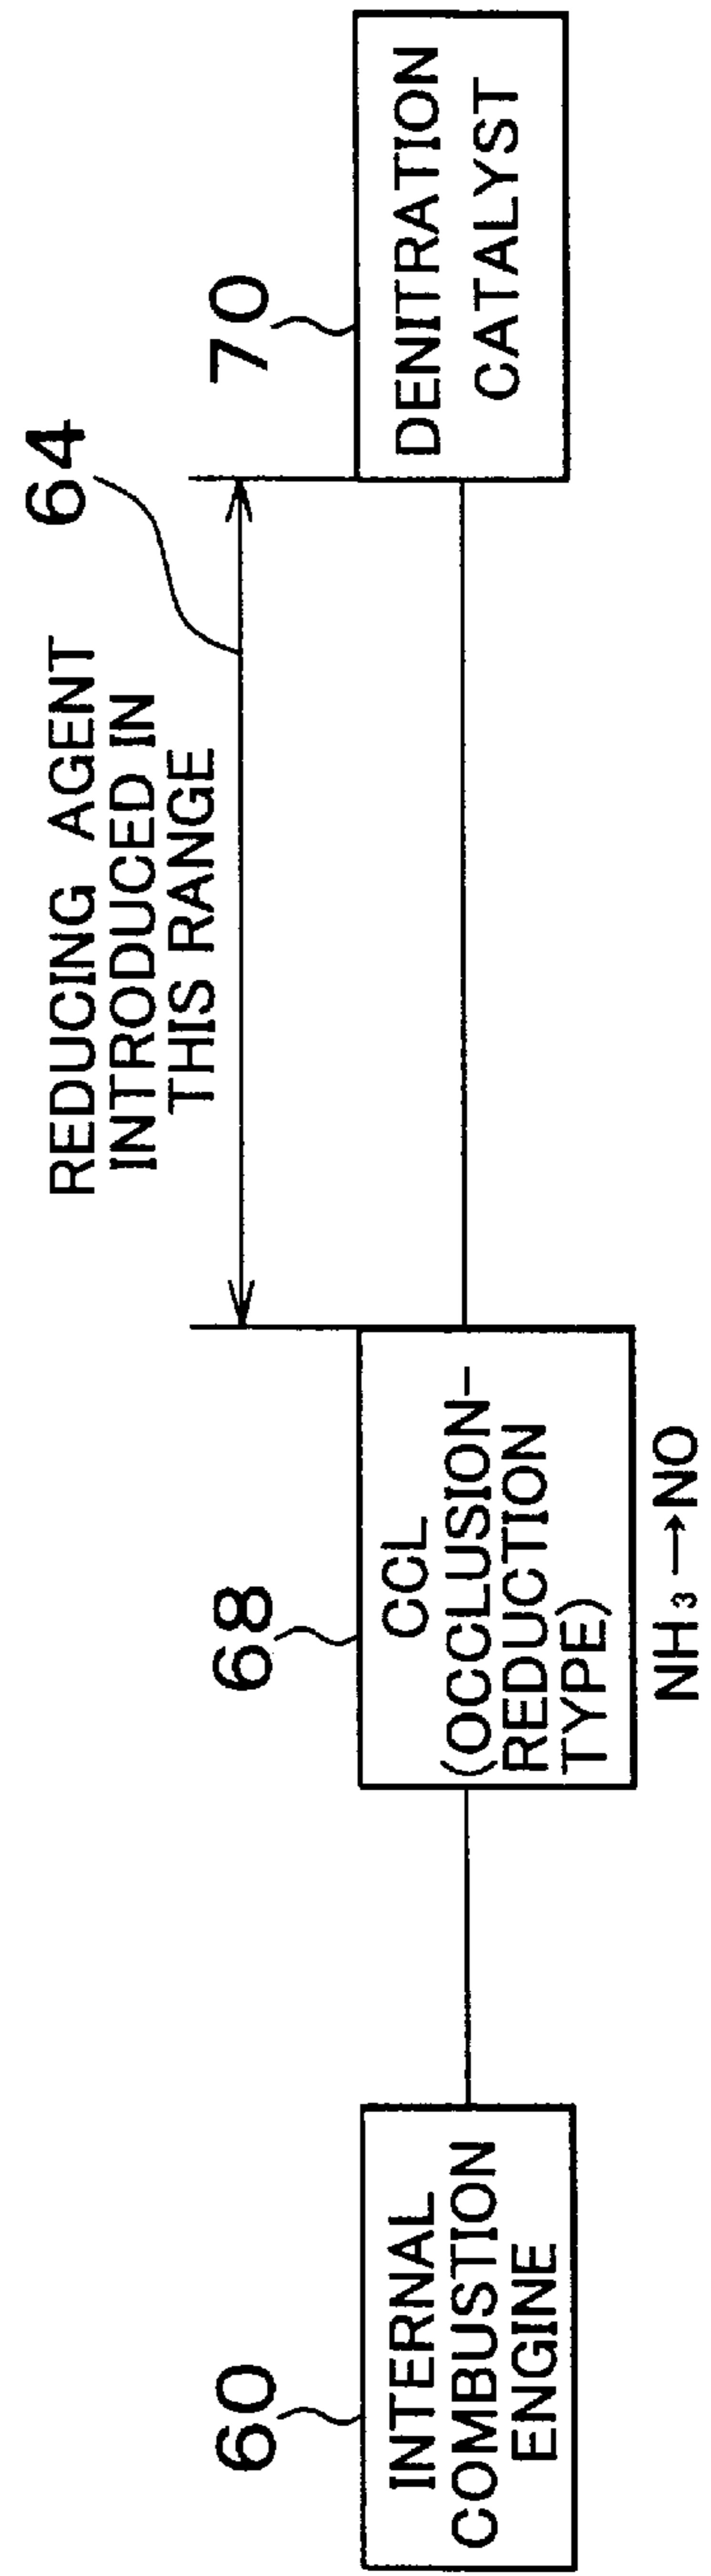 REDUCING AGENT 64
INTRODUCED IN
THIS RANGE
60
68
70
INTERNAL
COMBUSTION
ENGINE
CCL
(OCCLUSION-
REDUCTION
TYPE)
DENITRATION
CATALYST
NH₃→NO